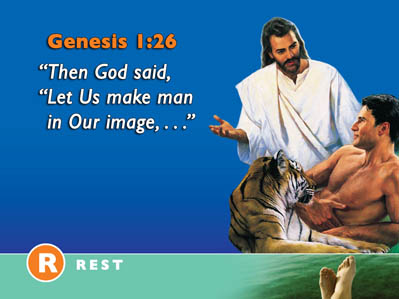 Genesis 1:26
“Then God said,
“Let Us make man
in Our image, . . .”
R REST